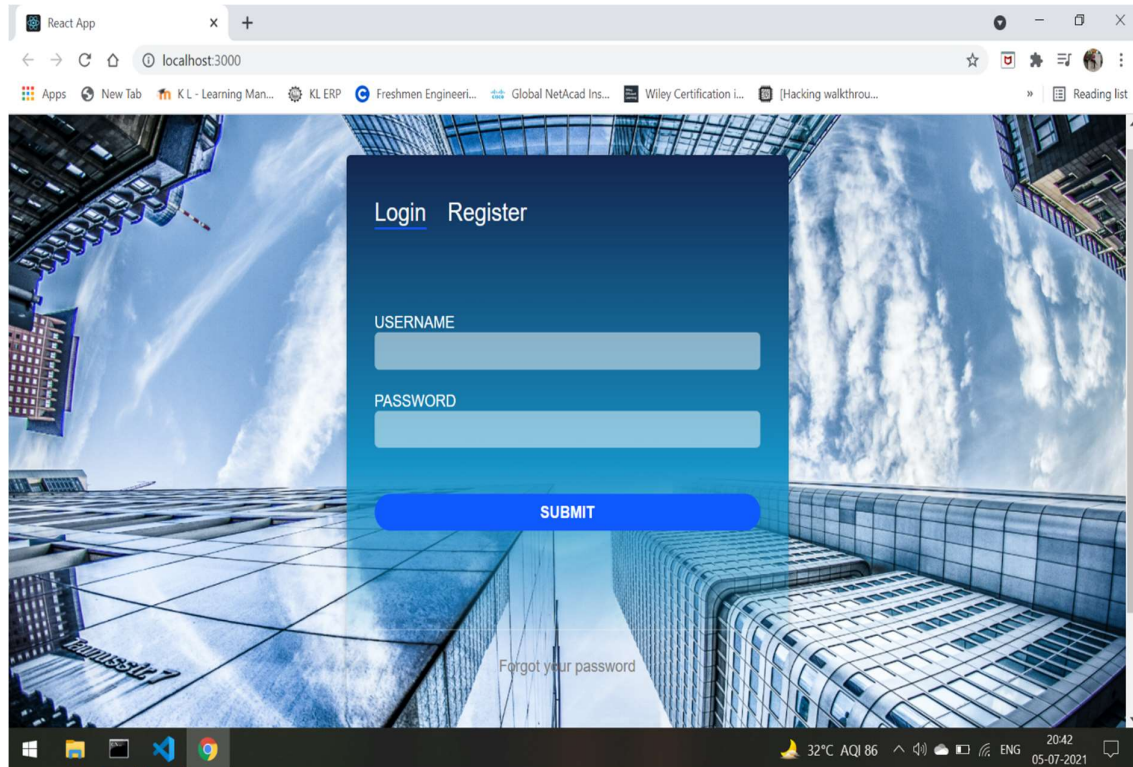 React App
localhost:3000
Apps New Tab K L - Learning Man... KL ERP Freshmen Engineeri... Global NetAcad Ins... Wiley Certification i... [Hacking walkthrou... » Reading list
Login Register
USERNAME
PASSWORD
SUBMIT
Forgot your password
32°C AQI 86 ENG 20:42
05-07-2021